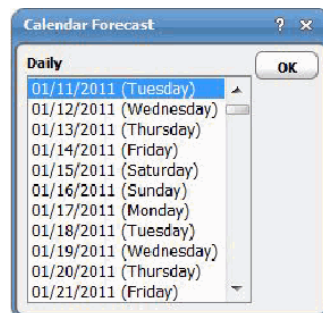 Calendar Forecast ? ×
Daily
OK
01/11/2011 (Tuesday)
01/12/2011 (Wednesday)
01/13/2011 (Thursday)
01/14/2011 (Friday)
01/15/2011 (Saturday)
01/16/2011 (Sunday)
01/17/2011 (Monday)
01/18/2011 (Tuesday)
01/19/2011 (Wednesday)
01/20/2011 (Thursday)
01/21/2011 (Friday)